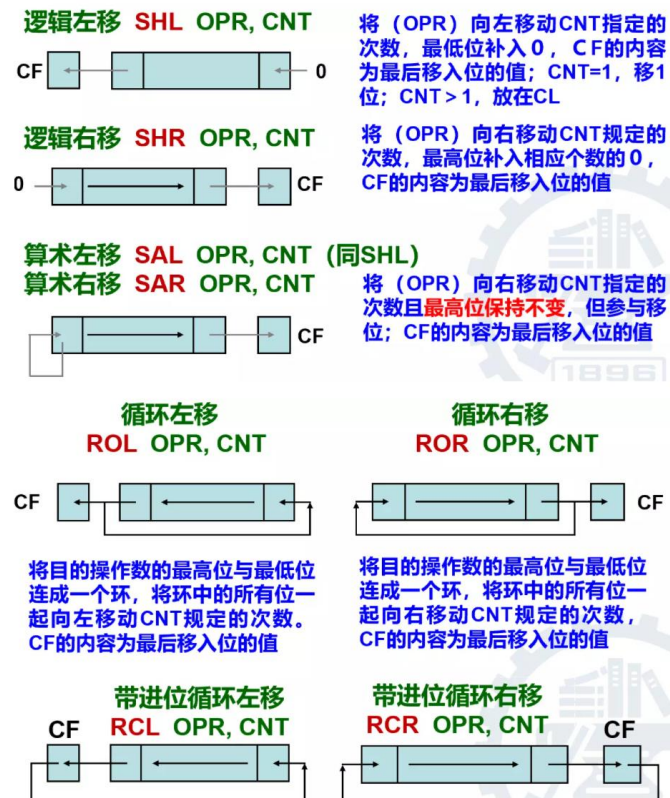 逻辑左移 SHL OPR, CNT
CF
0
将（OPR）向左移动CNT指定的
次数，最低位补入０，ＣF的内容
为最后移入位的值；CNT=1，移1
位；CNT＞1，放在CL
逻辑右移 SHR OPR, CNT
0
CF
将（OPR）向右移动CNT规定的
次数，最高位补入相应个数的０，
CF的内容为最后移入位的值
算术左移 SAL OPR, CNT (同SHL)
算术右移 SAR OPR, CNT
CF
将（OPR）向右移动CNT指定的
次数且最高位保持不变，但参与移
位；CF的内容为最后移入位的值
1896
循环左移
ROL OPR, CNT
CF
将目的操作数的最高位与最低位
连成一个环，将环中的所有位一
起向左移动CNT规定的次数。
CF的内容为最后移入位的值
循环右移
ROR OPR, CNT
CF
将目的操作数的最高位与最低位
连成一个环，将环中的所有位一
起向右移动CNT规定的次数，
CF的内容为最后移入位的值
带进位循环左移
CF
RCL OPR, CNT
带进位循环右移
RCR OPR, CNT
CF